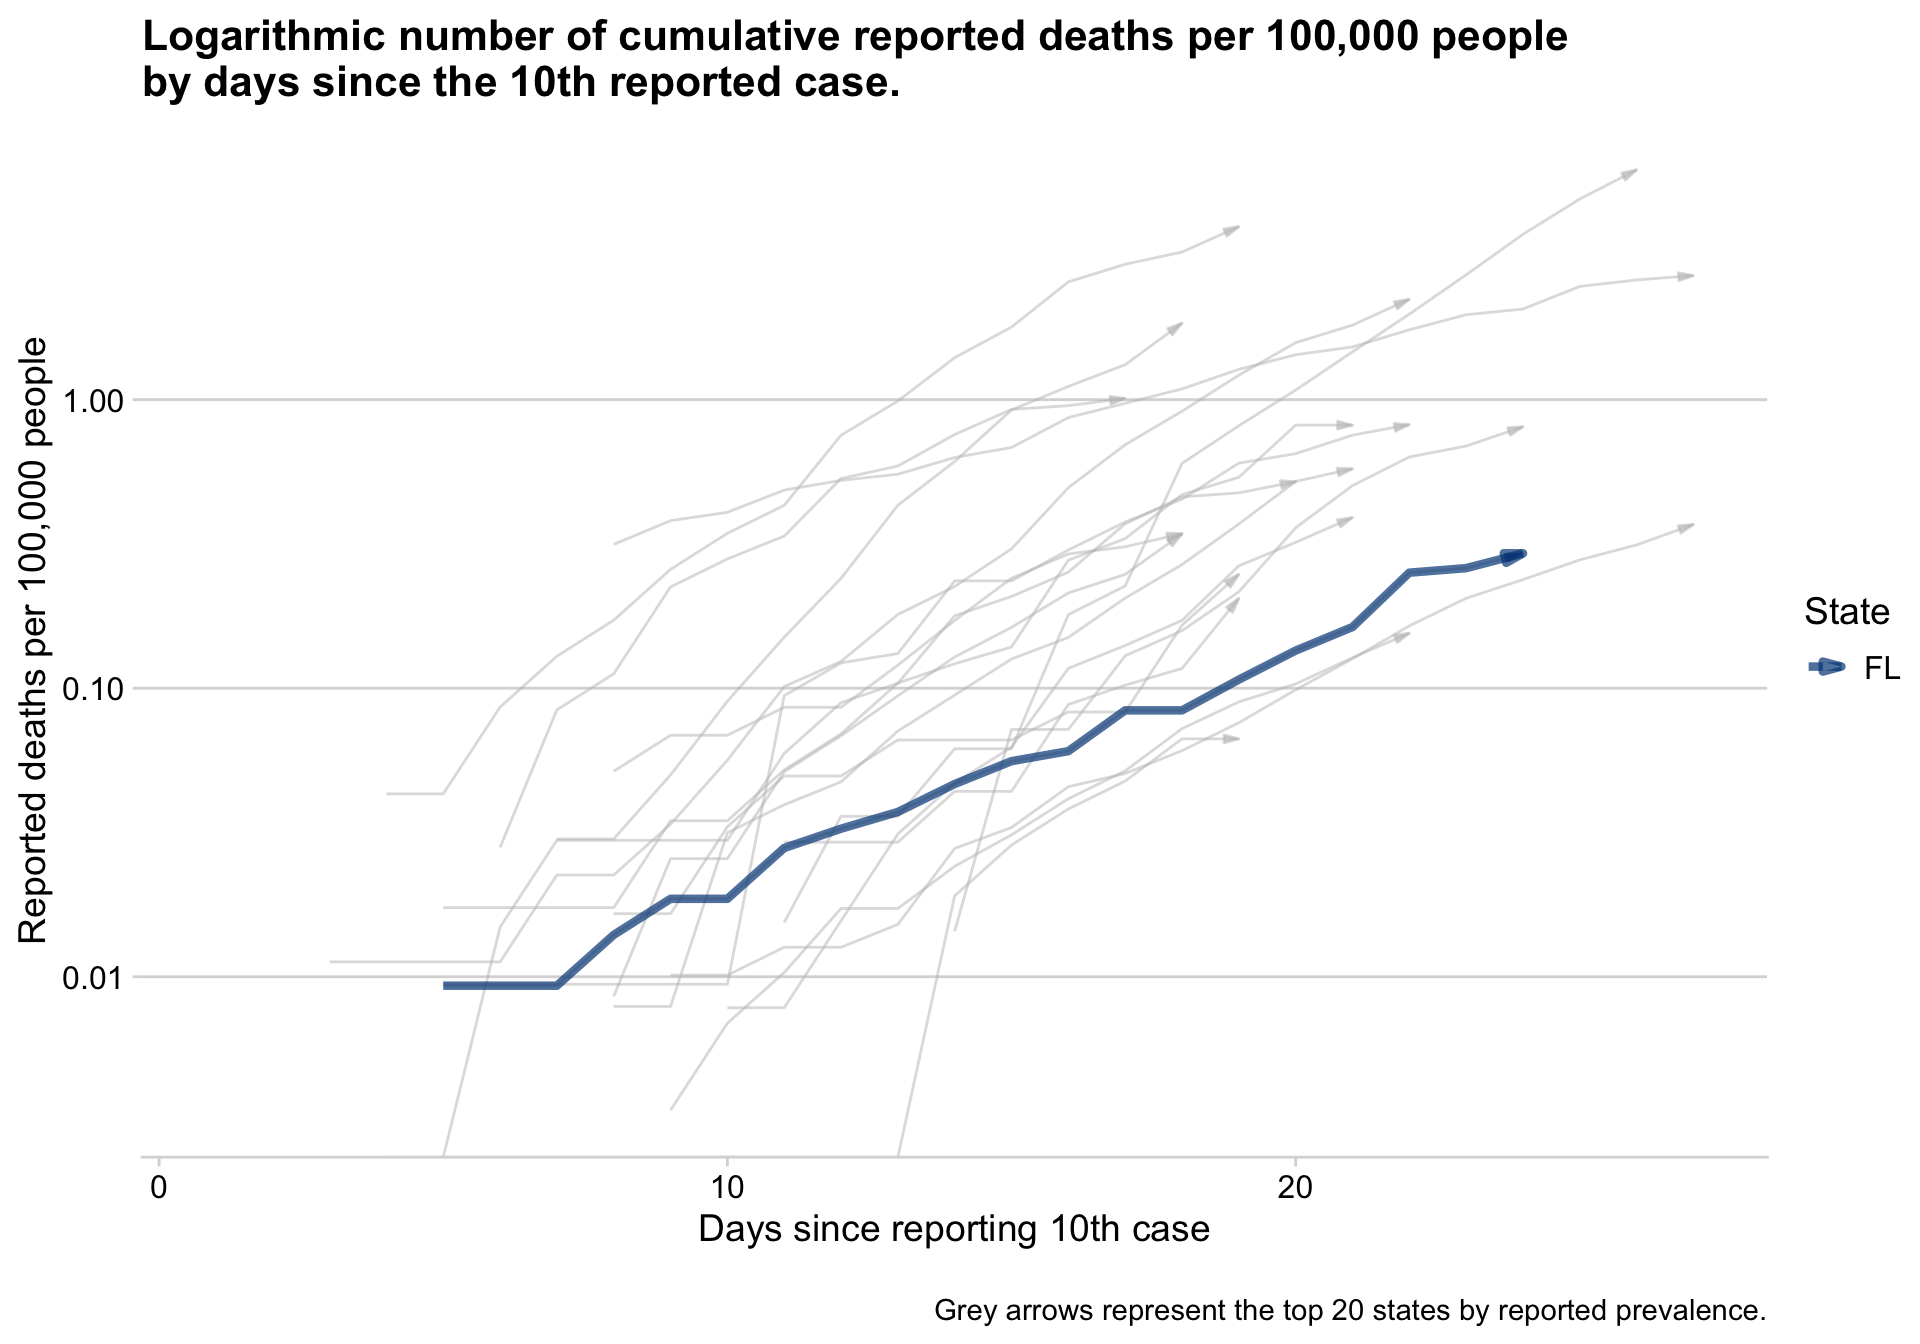 Logarithmic number of cumulative reported deaths per 100,000 people
by days since the 10th reported case.
Reported deaths per 100,000 people
1.00
0.10
0.01
0
10
20
Days since reporting 10th case
State
FL
Grey arrows represent the top 20 states by reported prevalence.